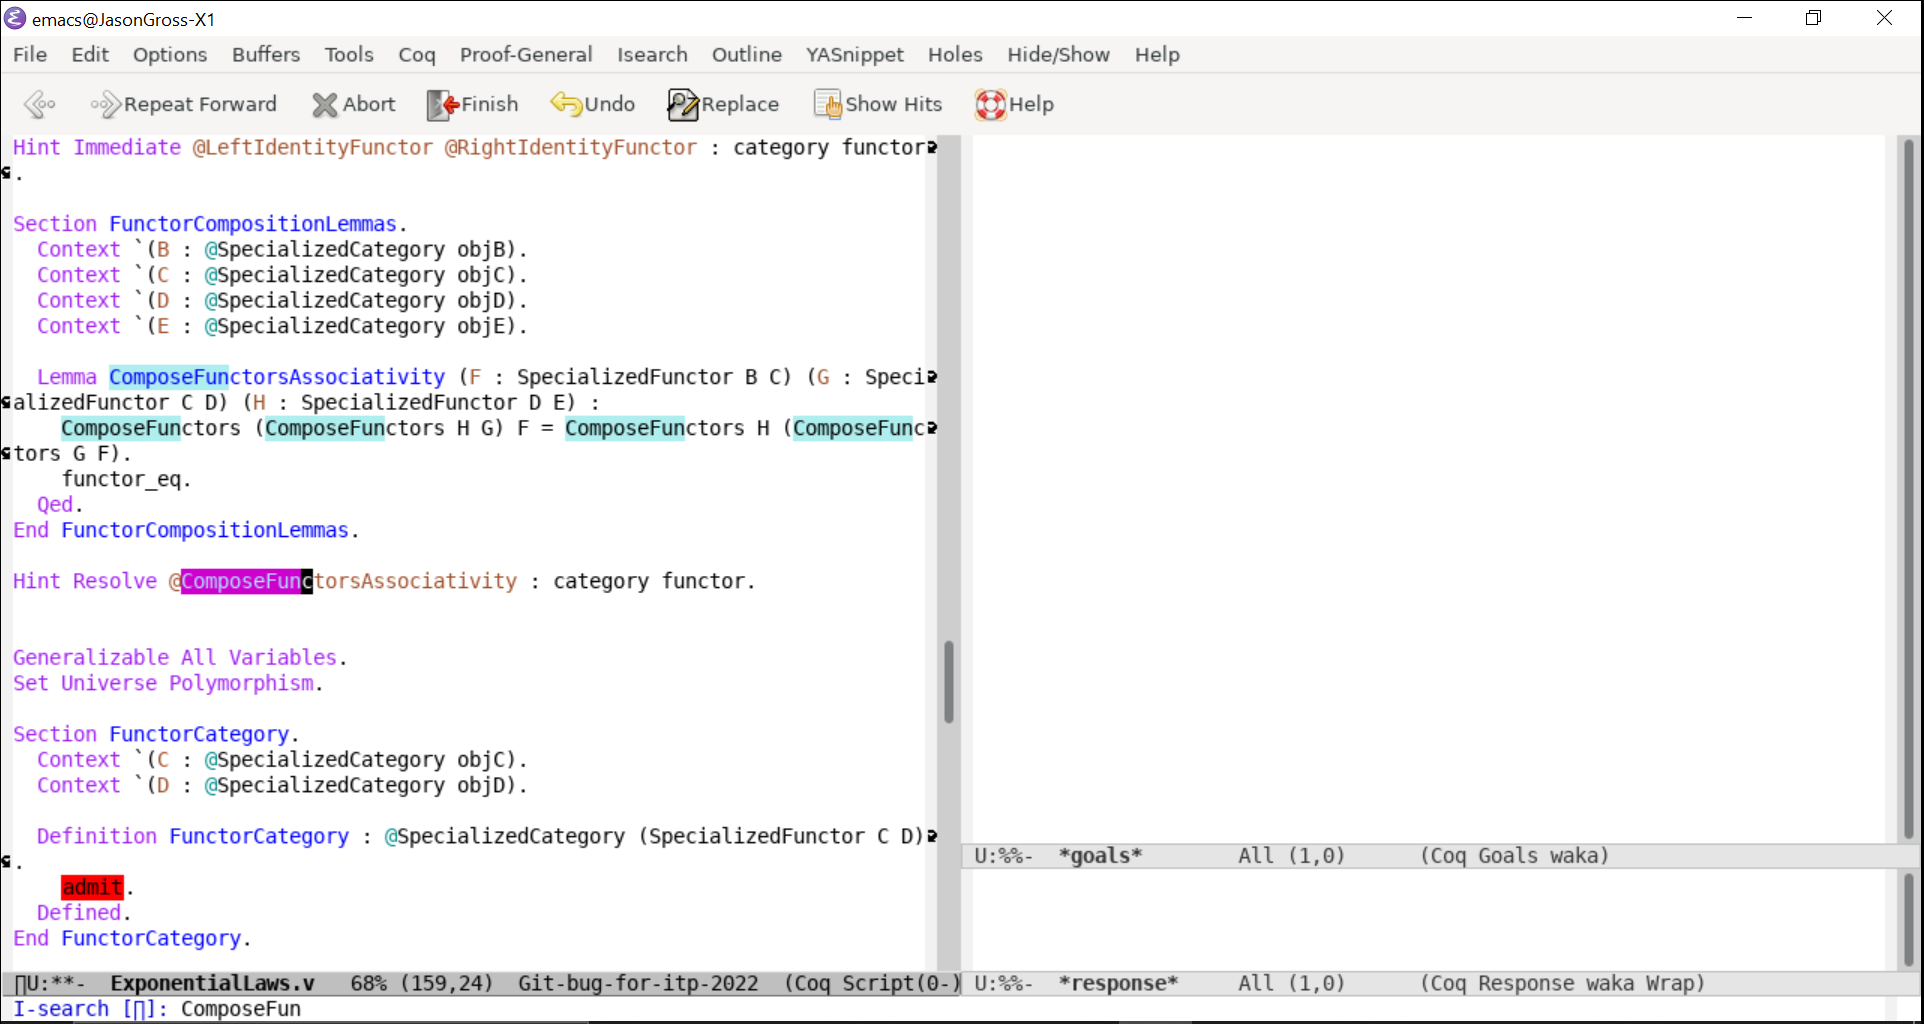 emacs@JasonGross-X1
File Edit Options Buffers Tools Coq Proof-General Isearch Outline YASnippet Holes Hide/Show Help
Repeat Forward Abort Finish Undo Replace Show Hits Help
Hint Immediate @LeftIdentityFunctor @RightIdentityFunctor : category functor
.
Section FunctorCompositionLemmas.
Context `(B : @SpecializedCategory objB).
Context `(C : @SpecializedCategory objC).
Context `(D : @SpecializedCategory objD).
Context `(E : @SpecializedCategory objE).
Lemma ComposeFunctorsAssociativity (F : SpecializedFunctor B C) (G : Speci
alizedFunctor C D) (H : SpecializedFunctor D E) :
ComposeFunctors (ComposeFunctors H G) F = ComposeFunctors H (ComposeFunc
tors G F).
functor_eq.
Qed.
End FunctorCompositionLemmas.
Hint Resolve @ComposeFunctorsAssociativity : category functor.
Generalizable All Variables.
Set Universe Polymorphism.
Section FunctorCategory.
Context `(C : @SpecializedCategory objC).
Context `(D : @SpecializedCategory objD).
Definition FunctorCategory : @SpecializedCategory (SpecializedFunctor C D)
.
admit.
Defined.
End FunctorCategory.
∏U:**- ExponentialLaws.v 68% (159,24) Git-bug-for-itp-2022 (Coq Script(0-)
I-search [∏]: ComposeFun
U:%%- *goals* All (1,0) (Coq Goals waka)
U:%%- *response* All (1,0) (Coq Response waka Wrap)